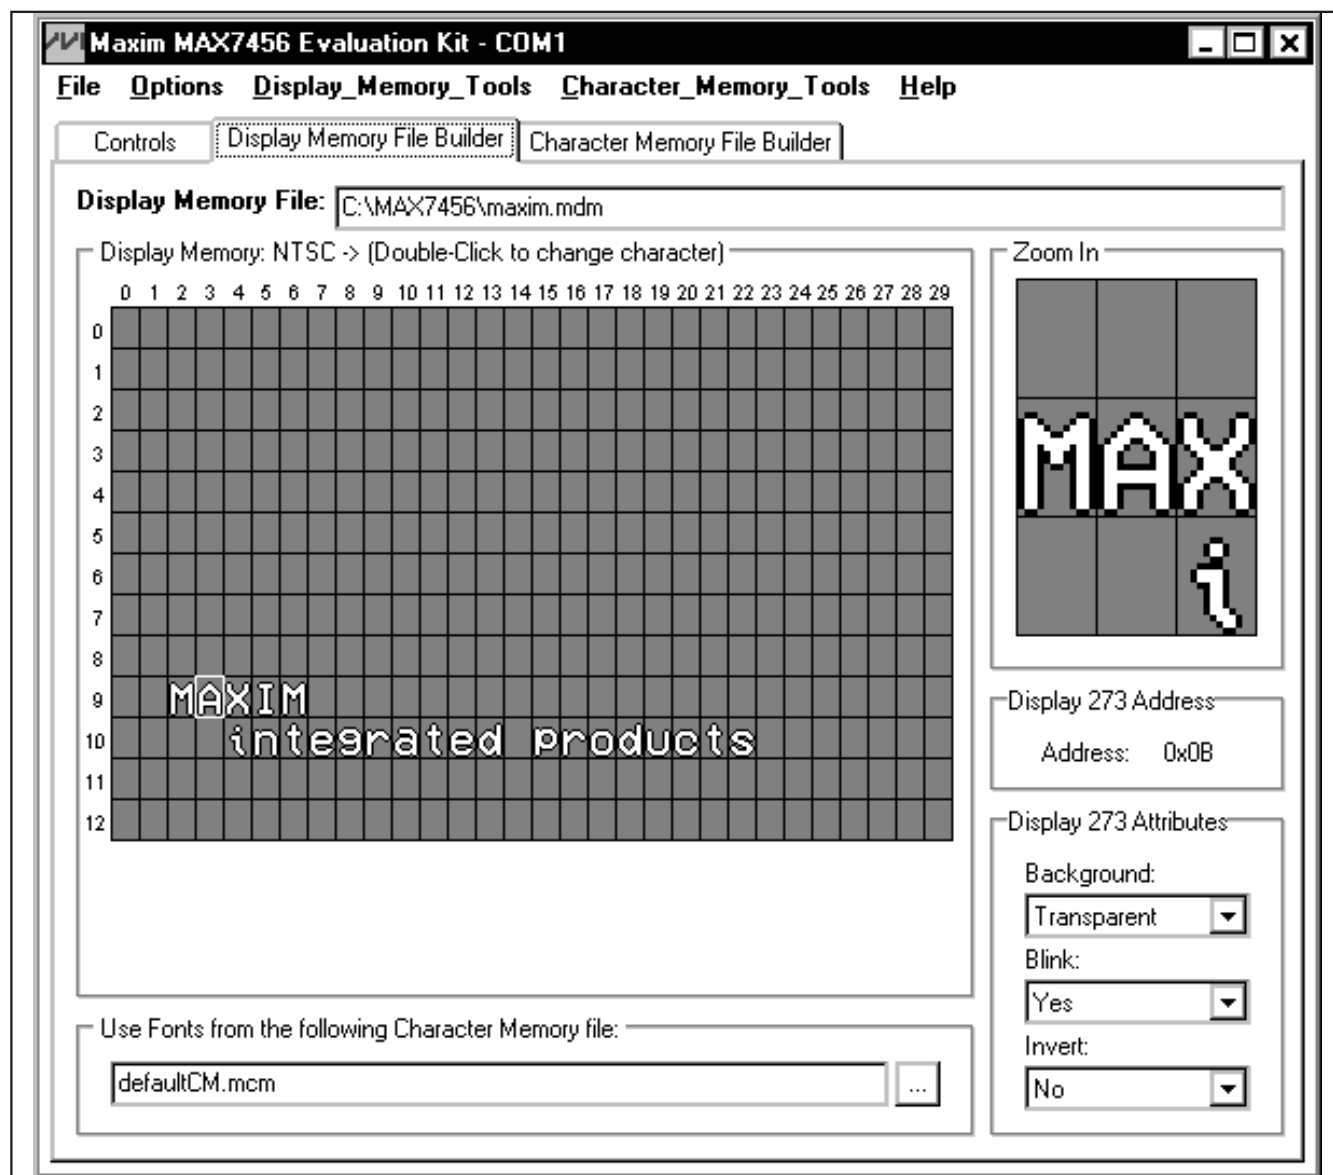 Maxim MAX7456 Evaluation Kit - COM1
File Options Display_Memory_Tools Character_Memory_Tools Help
Controls Display Memory File Builder Character Memory File Builder
Display Memory File: C:\MAX7456\maxim.mdm
Display Memory: NTSC -> (Double-Click to change character)
0 1 2 3 4 5 6 7 8 9 10 11 12 13 14 15 16 17 18 19 20 21 22 23 24 25 26 27 28 29
0
1
2
3
4
5
6
7
8
9 MAXIM
10 integrated products
11
12
Zoom In
MAX
i
Display 273 Address
Address: 0x0B
Display 273 Attributes
Background:
Transparent
Blink:
Yes
Invert:
No
Use Fonts from the following Character Memory file:
defaultCM.mcm ...